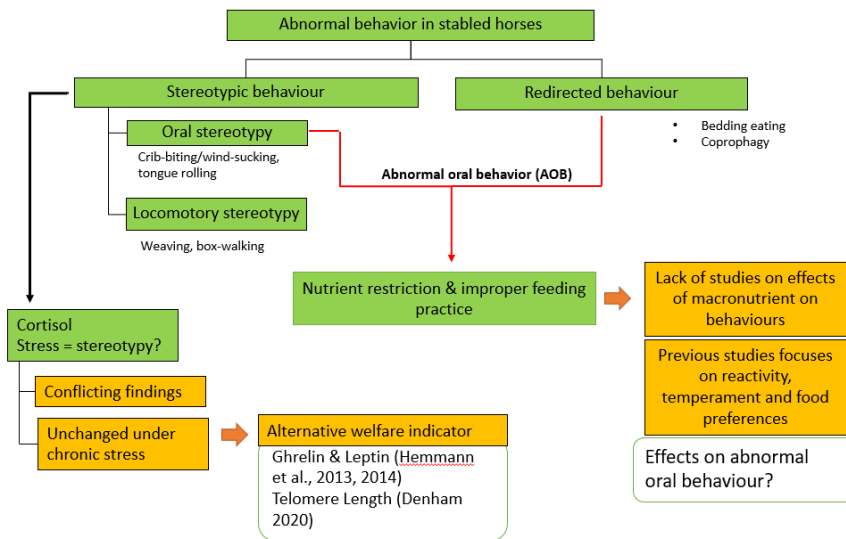 Abnormal behavior in stabled horses
Stereotypic behaviour
Redirected behaviour
• Bedding eating
• Coprophagy
Oral stereotypy
Crib-biting/wind-sucking,
tongue rolling
Abnormal oral behavior (AOB)
Locomotory stereotypy
Weaving, box-walking
Nutrient restriction & improper feeding
practice
Lack of studies on effects
of macronutrient on
behaviours
Previous studies focuses
on reactivity,
temperament and food
preferences
Effects on abnormal
oral behaviour?
Cortisol
Stress = stereotypy?
Conflicting findings
Unchanged under
chronic stress
Alternative welfare indicator
Ghrelin & Leptin (Hemmann
et al., 2013, 2014)
Telomere Length (Denham
2020)